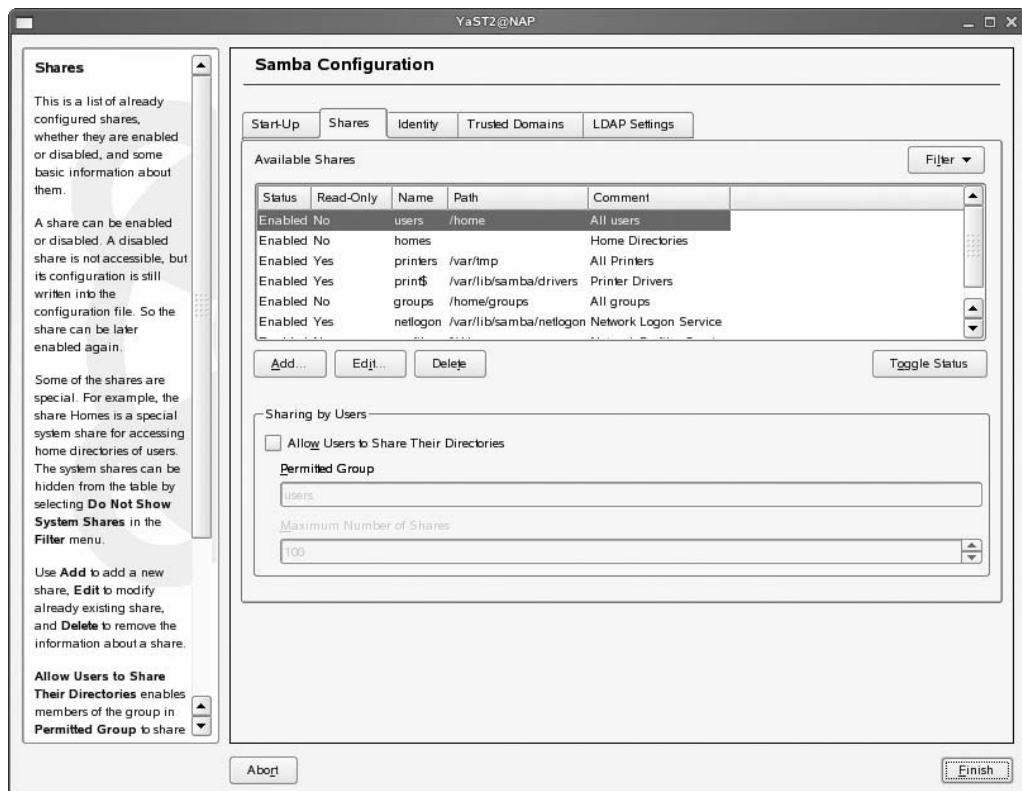 YaST2@NAP
Shares
This is a list of already
configured shares,
whether they are enabled
or disabled, and some
basic information about
them.
A share can be enabled
or disabled. A disabled
share is not accessible, but
its configuration is still
written into the
configuration file. So the
share can be later
enabled again.
Some of the shares are
special. For example, the
share Homes is a special
system share for accessing
home directories of users.
The system shares can be
hidden from the table by
selecting Do Not Show
System Shares in the
Filter menu.
Use Add to add a new
share, Edit to modify
already existing share,
and Delete to remove the
information about a share.
Allow Users to Share
Their Directories enables
members of the group in
Permitted Group to share
Samba Configuration
Start-Up Shares Identity Trusted Domains LDAP Settings
Available Shares Filter
Status Read-Only Name Path Comment
Enabled No users /home All users
Enabled No homes Home Directories
Enabled Yes printers /var/tmp All Printers
Enabled Yes print$ /var/lib/samba/drivers Printer Drivers
Enabled No groups /home/groups All groups
Enabled Yes netlogon /var/lib/samba/netlogon Network Logon Service
Add... Edit... Delete Toggle Status
Sharing by Users
Allow Users to Share Their Directories
Permitted Group
users
Maximum Number of Shares
100
Abort Finish